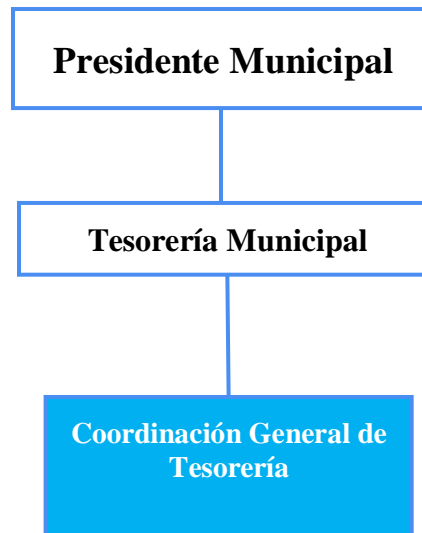 Presidente Municipal
Tesorería Municipal
Coordinación General de
Tesorería